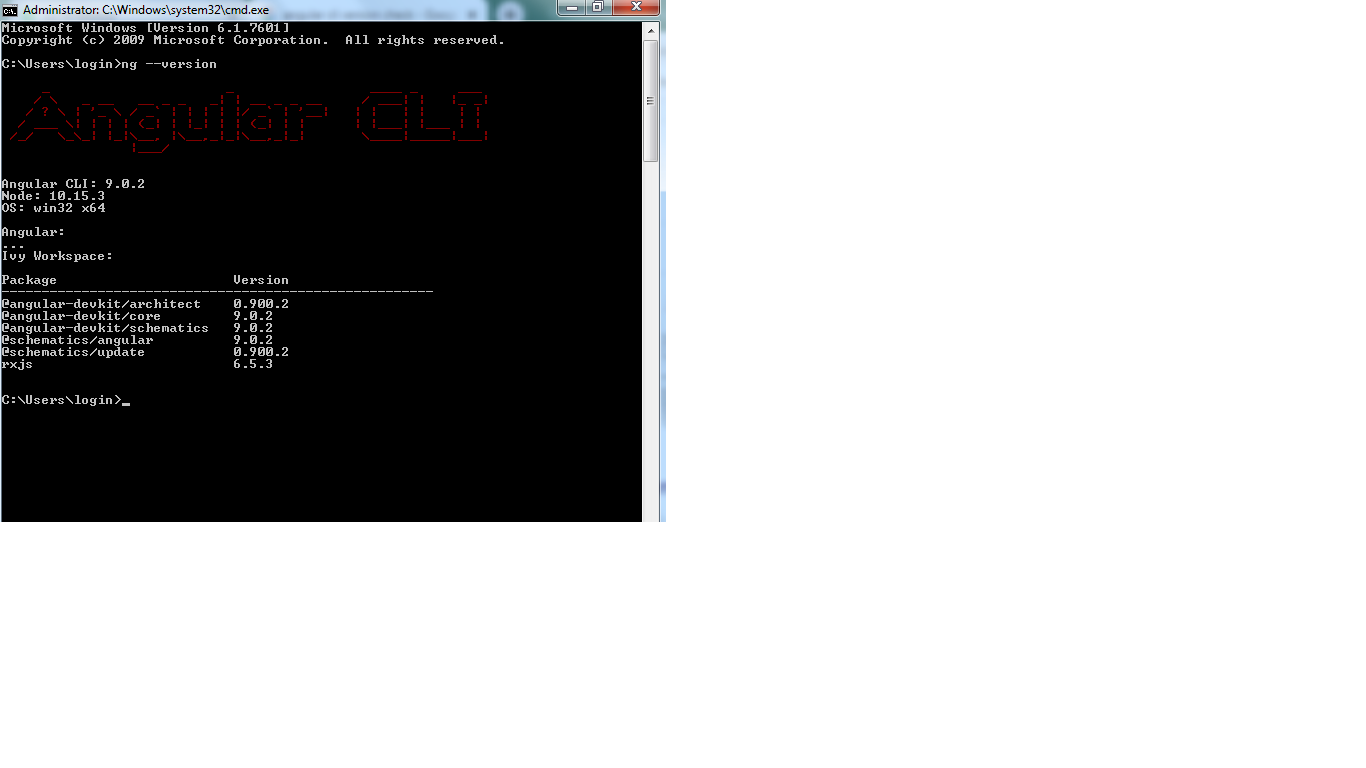 Administrator: C:\Windows\system32\cmd.exe
Microsoft Windows [Version 6.1.7601]
Copyright (c) 2009 Microsoft Corporation.  All rights reserved.
C:\Users\login>ng --version
Angular CLI
Angular CLI: 9.0.2
Node: 10.15.3
OS: win32 x64
Angular:
...
Ivy Workspace:
Package                      Version
------------------------------------------------------
@angular-devkit/architect    0.900.2
@angular-devkit/core         9.0.2
@angular-devkit/schematics   9.0.2
@schematics/angular          9.0.2
@schematics/update           0.900.2
rxjs                         6.5.3
C:\Users\login>_